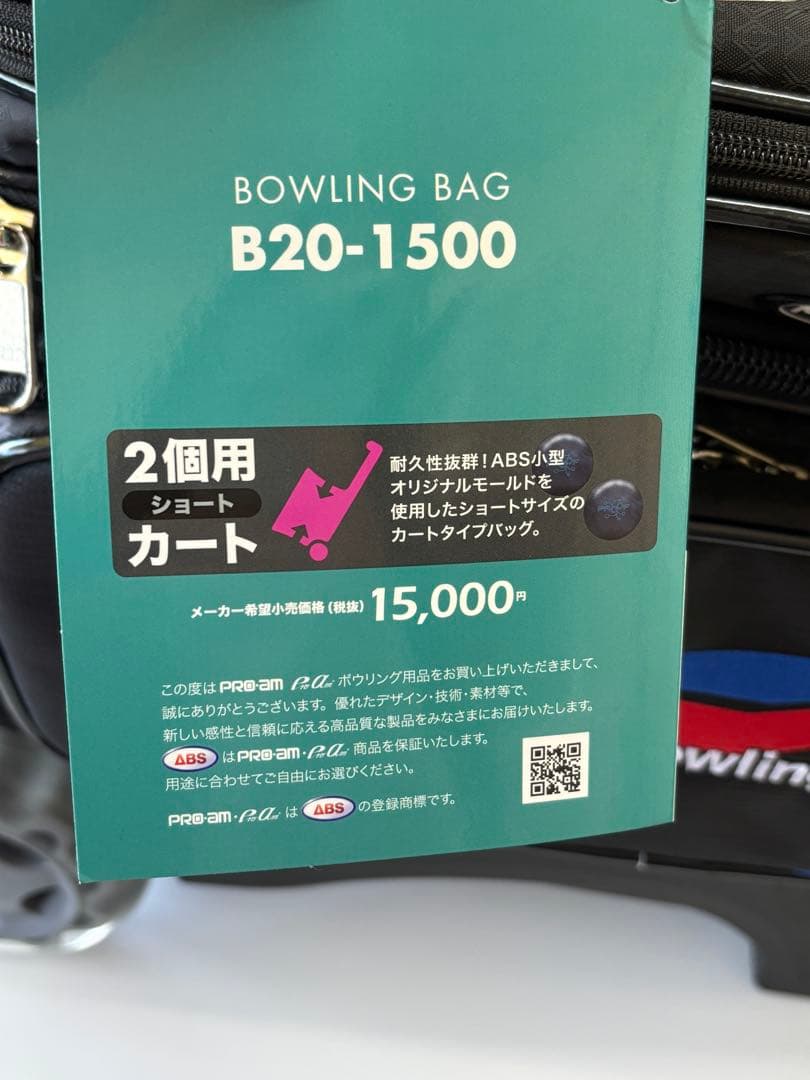 BOWLING BAG
B20-1500
2個用
ショート
カート
耐久性抜群！ABS小型
オリジナルモールドを
使用したショートサイズの
カートタイプバッグ。
PROOF
メーカー希望小売価格（税抜）15,000円
この度は PRO-am Pro Am ボウリング用品をお買い上げいただきまして、
誠にありがとうございます。優れたデザイン・技術・素材等で、
新しい感性と信頼に応える高品質な製品をみなさまにお届けいたします。
ABS はPRO-am・Pro Am 商品を保証いたします。
用途に合わせてご自由にお選びください。
PRO-am・Pro Am は ABS の登録商標です。
owling